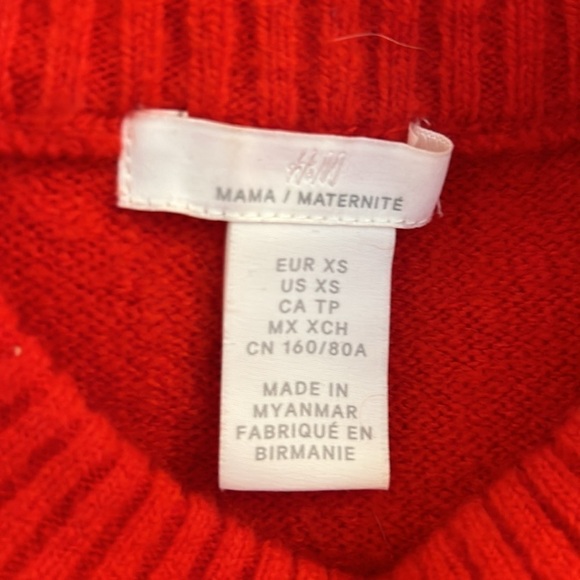 H&M
MAMA / MATERNITÉ
EUR XS
US XS
CA TP
MX XCH
CN 160/80A
MADE IN
MYANMAR
FABRIQUÉ EN
BIRMANIE